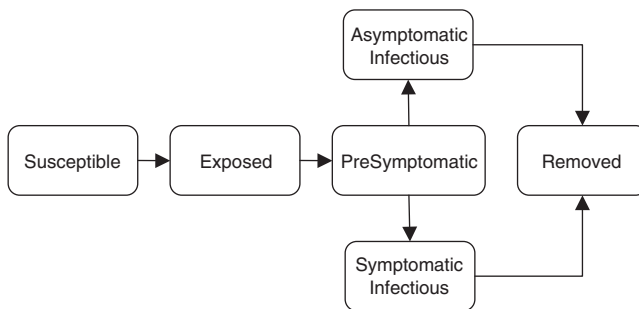 Asymptomatic
Infectious
Susceptible
Exposed
PreSymptomatic
Removed
Symptomatic
Infectious